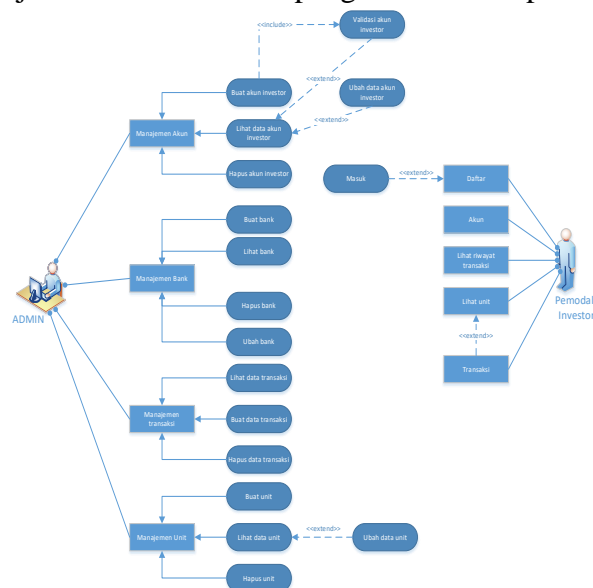 <<include>>
Validasi akun
investor
Buat akun investor
<<extend>>
Ubah data akun
investor
<<extend>>
Manajemen Akun
Lihat data akun
investor
Hapus akun investor
Masuk
<<extend>>
Daftar
Akun
Lihat riwayat
transaksi
Lihat unit
<<extend>>
Transaksi
Pemodal
Investor
Buat bank
Lihat bank
Manajemen Bank
Hapus bank
Ubah bank
ADMIN
Lihat data transaksi
Manajemen
transaksi
Buat data transaksi
Hapus data transaksi
Buat unit
Manajemen Unit
Lihat data unit
<<extend>>
Ubah data unit
Hapus unit